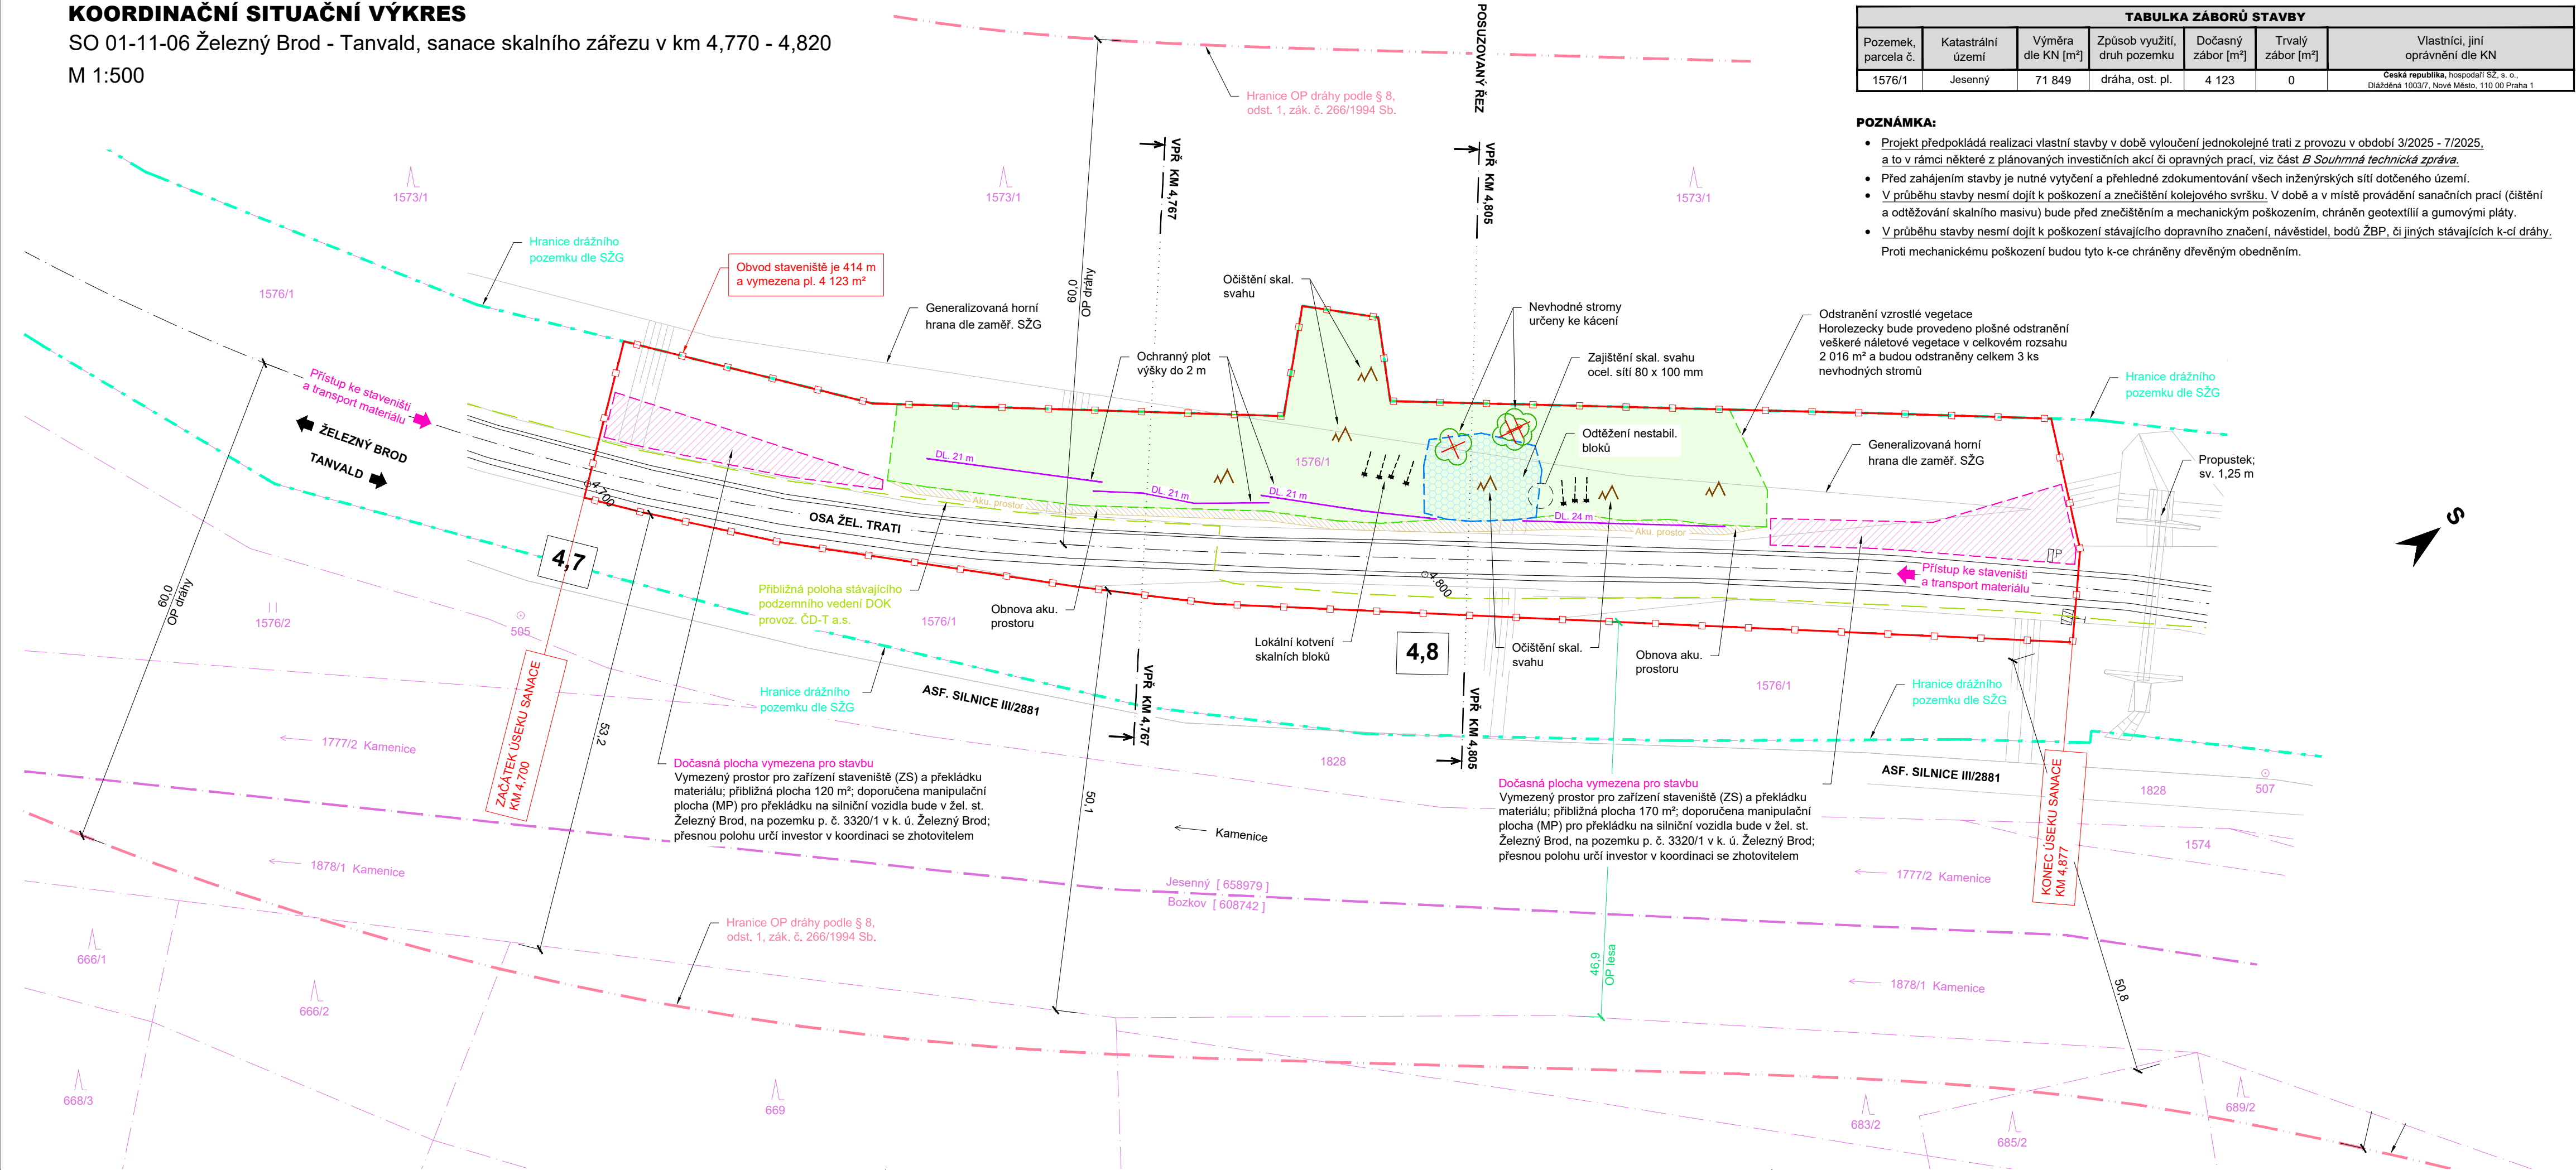 KOORDINAČNÍ SITUAČNÍ VÝKRES
SO 01-11-06 Železný Brod - Tanvald, sanace skalního zářezu v km 4,770 - 4,820
M 1:500
TABULKA ZÁBORŮ STAVBY
Pozemek, parcela č.
Katastrální území
Výměra dle KN [m²]
Způsob využití, druh pozemku
Dočasný zábor [m²]
Trvalý zábor [m²]
Vlastníci, jiní oprávnění dle KN
1576/1
Jesenný
71 849
dráha, ost. pl.
4 123
0
Česká republika, hospodaří SŽ, s. o.,
Dlážděná 1003/7, Nové Město, 110 00 Praha 1
POZNÁMKA:
• Projekt předpokládá realizaci vlastní stavby v době vyloučení jednokolejné trati z provozu v období 3/2025 - 7/2025,
a to v rámci některé z plánovaných investičních akcí či opravných prací, viz část B Souhrnná technická zpráva.
• Před zahájením stavby je nutné vytyčení a přehledné zdokumentování všech inženýrských sítí dotčeného území.
• V průběhu stavby nesmí dojít k poškození a znečištění kolejového svršku. V době a v místě provádění sanačních prací (čištění
a odtěžování skalního masivu) bude před znečištěním a mechanickým poškozením, chráněn geotextílií a gumovými pláty.
• V průběhu stavby nesmí dojít k poškození stávajícího dopravního značení, návěstidel, bodů ŽBP, či jiných stávajících k-cí dráhy.
Proti mechanickému poškození budou tyto k-ce chráněny dřevěným obedněním.
POSUZOVANÝ ŘEZ
Hranice OP dráhy podle § 8,
odst. 1, zák. č. 266/1994 Sb.
VPŘ KM 4,767
VPŘ KM 4,805
1573/1
1573/1
1573/1
Hranice drážního
pozemku dle SŽG
1576/1
Obvod staveniště je 414 m
a vymezena pl. 4 123 m²
Generalizovaná horní
hrana dle zaměř. SŽG
60,0
OP dráhy
Očištění skal.
svahu
Nevhodné stromy
určeny ke kácení
Ochranný plot
výšky do 2 m
Zajištění skal. svahu
ocel. sítí 80 x 100 mm
Odstranění vzrostlé vegetace
Horolezecky bude provedeno plošné odstranění
veškeré náletové vegetace v celkovém rozsahu
2 016 m² a budou odstraněny celkem 3 ks
nevhodných stromů
Hranice drážního
pozemku dle SŽG
Přístup ke staveništi
a transport materiálu
ŽELEZNÝ BROD
TANVALD
Odtěžení nestabil.
bloků
Generalizovaná horní
hrana dle zaměř. SŽG
Propustek;
sv. 1,25 m
1576/1
DL. 21 m
DL. 21 m
DL. 21 m
DL. 24 m
Aku. prostor
Aku. prostor
4.700
OSA ŽEL. TRATI
4,7
4.800
P
S
Přístup ke staveništi
a transport materiálu
60,0
OP dráhy
1576/2
505
Přibližná poloha stávajícího
podzemního vedení DOK
provoz. ČD-T a.s.
1576/1
Obnova aku.
prostoru
Lokální kotvení
skalních bloků
4,8
Očištění skal.
svahu
Obnova aku.
prostoru
1576/1
Hranice drážního
pozemku dle SŽG
Hranice drážního
pozemku dle SŽG
ASF. SILNICE III/2881
VPŘ KM 4,767
VPŘ KM 4,805
ZAČÁTEK ÚSEKU SANACE
KM 4,700
53,2
1777/2 Kamenice
Dočasná plocha vymezena pro stavbu
Vymezený prostor pro zařízení staveniště (ZS) a překládku
materiálu; přibližná plocha 120 m²; doporučena manipulační
plocha (MP) pro překládku na silniční vozidla bude v žel. st.
Železný Brod, na pozemku p. č. 3320/1 v k. ú. Železný Brod;
přesnou polohu určí investor v koordinaci se zhotovitelem
50,1
1828
Kamenice
Dočasná plocha vymezena pro stavbu
Vymezený prostor pro zařízení staveniště (ZS) a překládku
materiálu; přibližná plocha 170 m²; doporučena manipulační
plocha (MP) pro překládku na silniční vozidla bude v žel. st.
Železný Brod, na pozemku p. č. 3320/1 v k. ú. Železný Brod;
přesnou polohu určí investor v koordinaci se zhotovitelem
ASF. SILNICE III/2881
KONEC ÚSEKU SANACE
KM 4,877
1828
507
1574
1878/1 Kamenice
Jesenný [ 658979 ]
Bozkov [ 608742 ]
1777/2 Kamenice
Hranice OP dráhy podle § 8,
odst. 1, zák. č. 266/1994 Sb.
46,9
OP lesa
1878/1 Kamenice
50,8
666/1
666/2
668/3
669
683/2
685/2
689/2